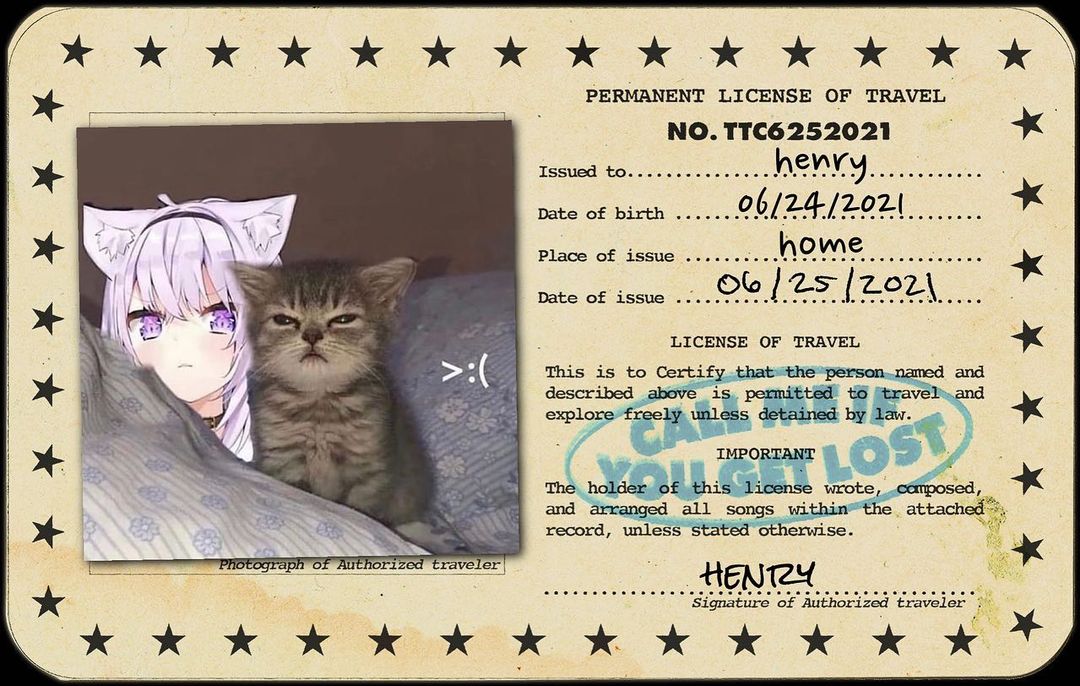 PERMANENT LICENSE OF TRAVEL
NO. TTC6252021
Issued to.....henry.....
Date of birth .....06/24/2021.....
Place of issue .....home.....
Date of issue .....06/25/2021.....
>:(
LICENSE OF TRAVEL
This is to Certify that the person named and
described above is permitted to travel and
explore freely unless detained by law.
CALL ME IF
YOU GET LOST
IMPORTANT
The holder of this license wrote, composed,
and arranged all songs within the attached
record, unless stated otherwise.
Photograph of Authorized traveler
HENRY
Signature of Authorized traveler